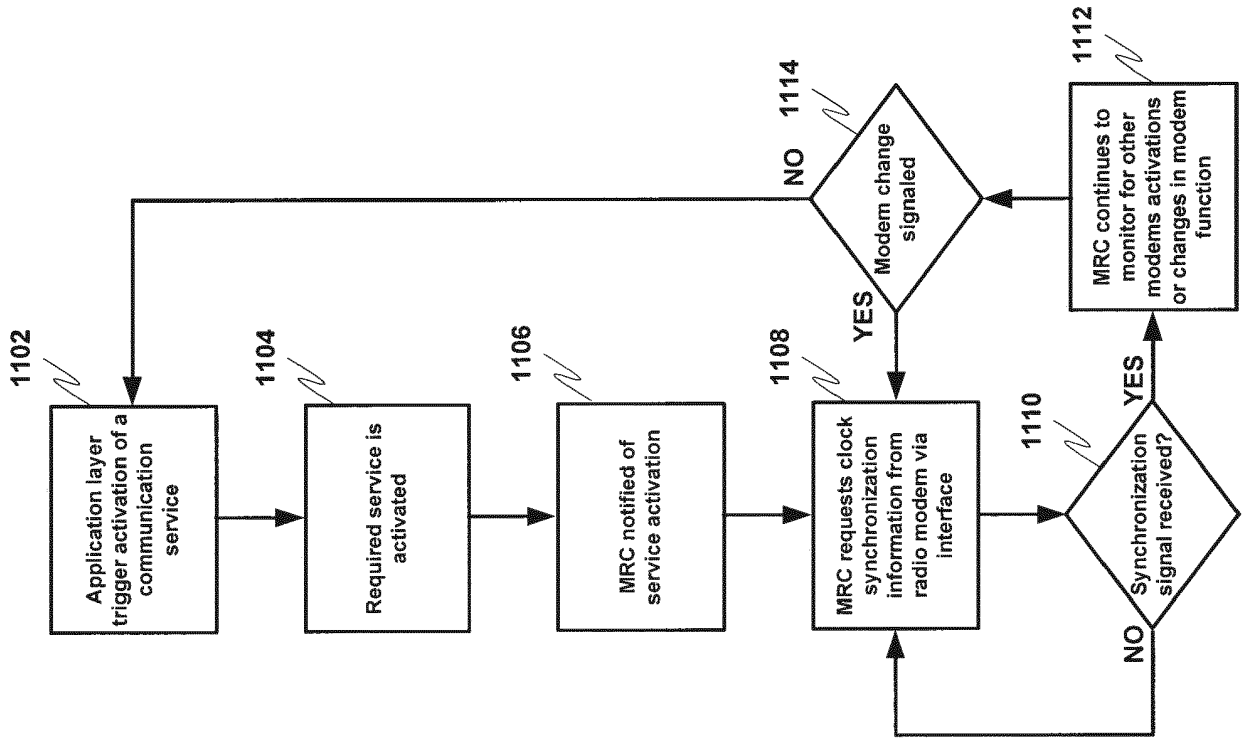 1102
Application layer
trigger activation of a
communication
service
1104
Required service is
activated
1106
MRC notified of
service activation
1108
MRC requests clock
synchronization
information from
radio modem via
interface
1110
Synchronization
signal received?
NO
YES
1112
MRC continues to
monitor for other
modems activations
or changes in modem
function
1114
Modem change
signaled
YES
NO